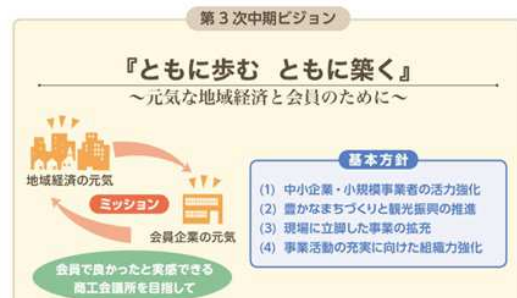 第3次中期ビジョン
『ともに歩む ともに築く』
～元気な地域経済と会員のために～
地域経済の元気
ミッション
会員企業の元気
会員で良かったと実感できる
商工会議所を目指して
基本方針
(1) 中小企業・小規模事業者の活力強化
(2) 豊かなまちづくりと観光振興の推進
(3) 現場に立脚した事業の拡充
(4) 事業活動の充実に向けた組織力強化